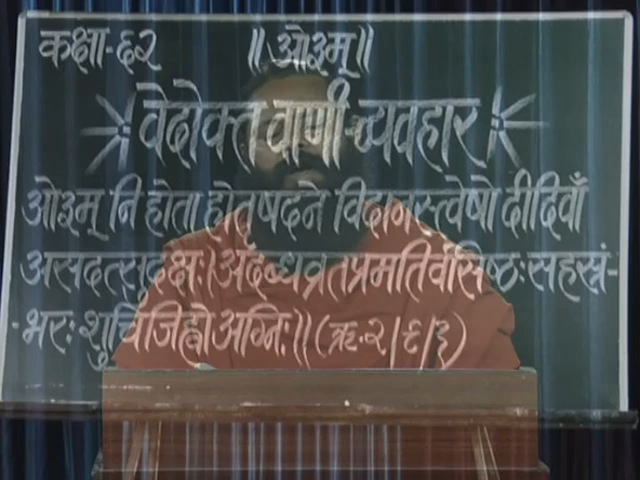 कक्षा-६२ ॥ओ३म्॥
वेदोक्त वाणी-व्यवहार
ओ३म् नि होता होतृषदने विदानस्त्वेषो दीदिवाँ
असदत्सुदक्षः।अदब्धव्रतप्रमतिर्वसिष्ठःसहस्रं-
-भरःशुचिजिह्वोअग्निः॥(ऋ.२/९/१)